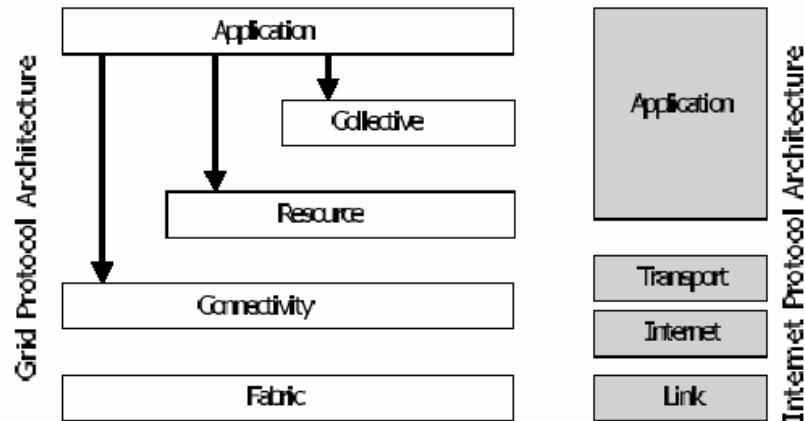 Grid Protocol Architecture
Application
Collective
Resource
Connectivity
Fabric
Application
Transport
Internet
Link
Internet Protocol Architecture